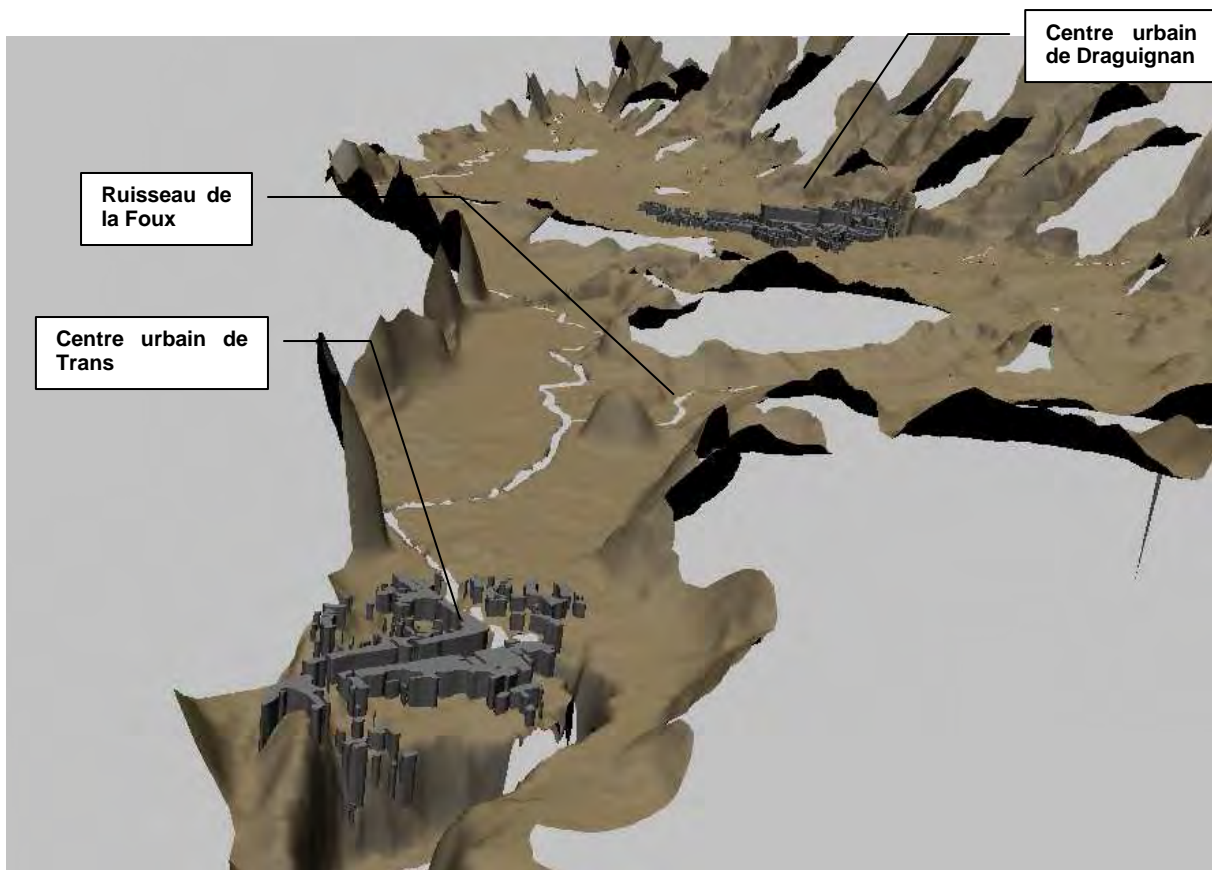 Centre urbain
de Draguignan
Ruisseau de
la Foux
Centre urbain de
Trans